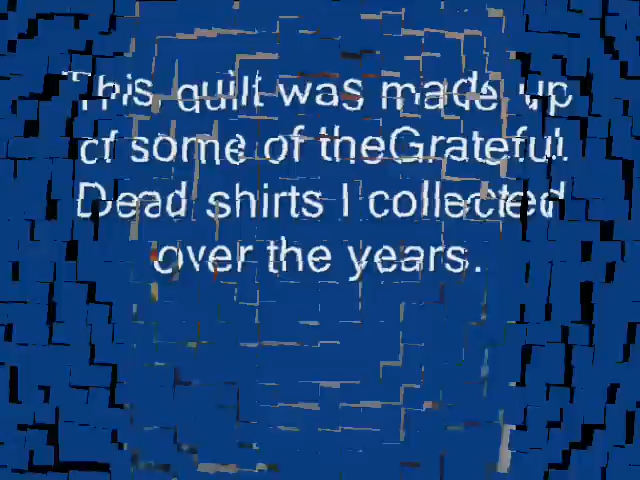 This quilt was made up
of some of theGrateful
Dead shirts I collected
over the years.